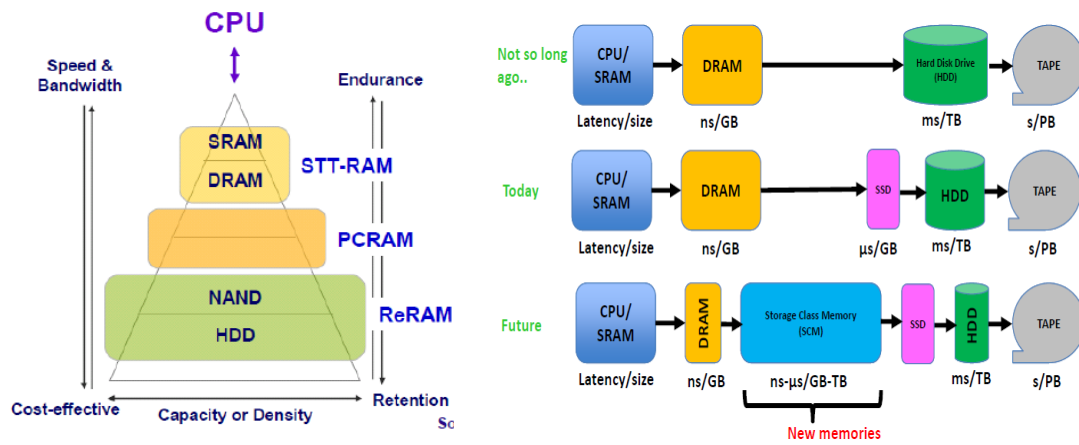 CPU
Speed &
Bandwidth
Endurance
SRAM
STT-RAM
DRAM
PCRAM
NAND
ReRAM
HDD
Cost-effective
Capacity or Density
Retention
So
Not so long
ago..
CPU/
SRAM
DRAM
Hard Disk Drive
(HDD)
TAPE
Latency/size
ns/GB
ms/TB
s/PB
Today
CPU/
SRAM
DRAM
SSD
HDD
TAPE
Latency/size
ns/GB
µs/GB
ms/TB
s/PB
Future
CPU/
SRAM
DRAM
Storage Class Memory
(SCM)
SSD
HDD
TAPE
Latency/size
ns/GB
ns-µs/GB-TB
ms/TB
s/PB
New memories